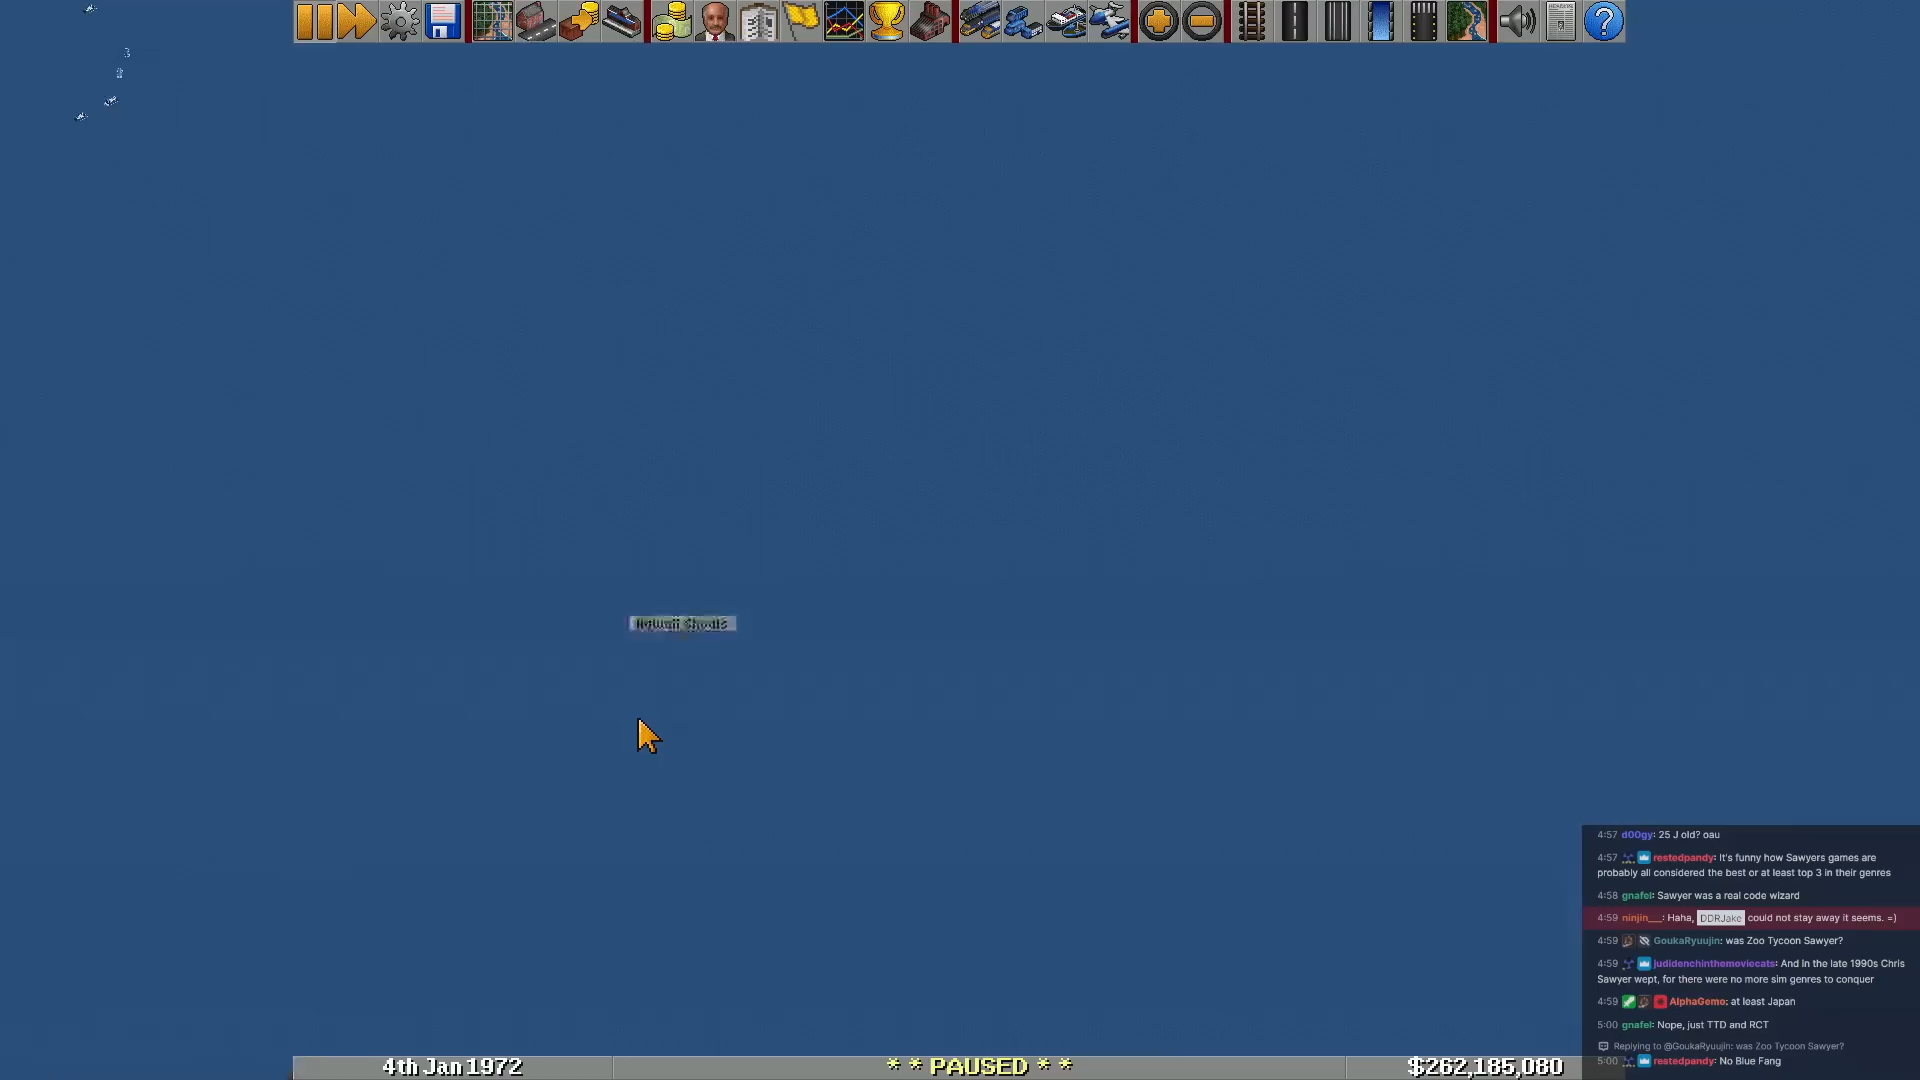 Hawaii Shoals
4th Jan 1972
* * PAUSED * *
$262,185,080
4:57 d00gy: 25 J old? oau
4:57 restedpandy: It's funny how Sawyers games are
probably all considered the best or at least top 3 in their genres
4:58 gnafel: Sawyer was a real code wizard
4:59 ninjin___: Haha, DDRJake could not stay away it seems. =)
4:59 GoukaRyuujin: was Zoo Tycoon Sawyer?
4:59 judidenchinthemoviecats: And in the late 1990s Chris
Sawyer wept, for there were no more sim genres to conquer
4:59 AlphaGemo: at least Japan
5:00 gnafel: Nope, just TTD and RCT
Replying to @GoukaRyuujin: was Zoo Tycoon Sawyer?
5:00 restedpandy: No Blue Fang